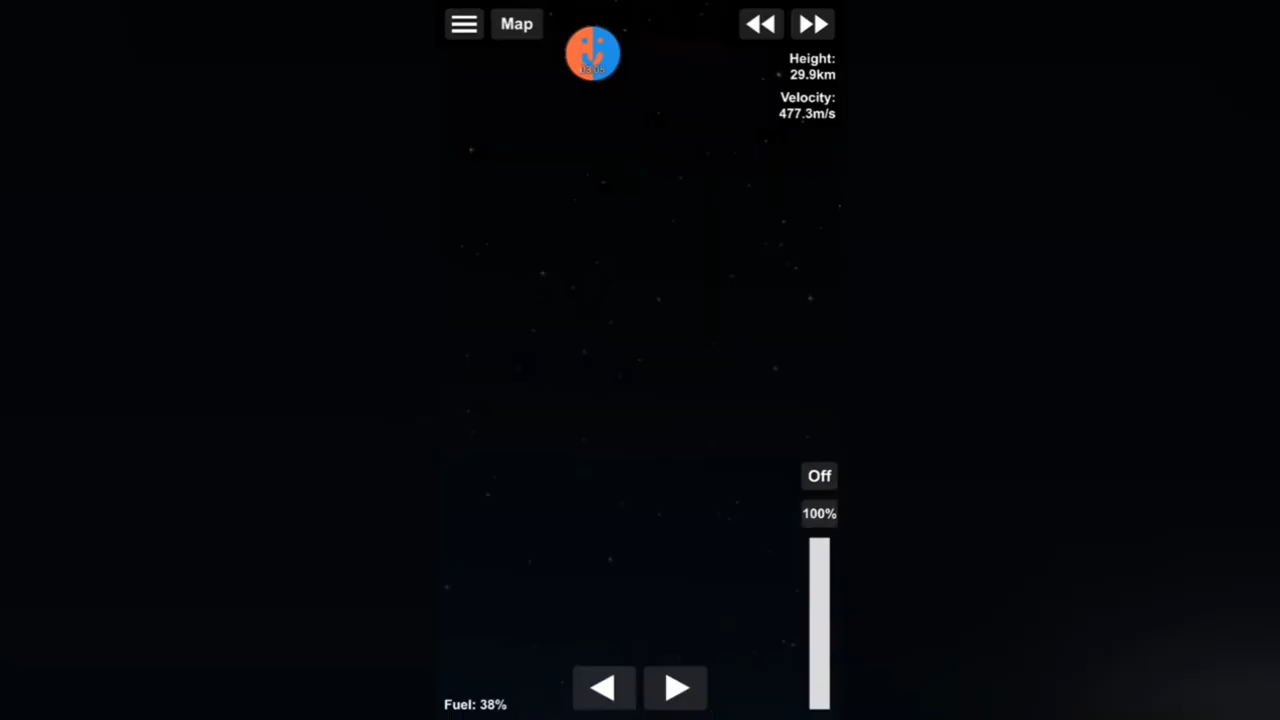 Map
Height:
29.9km
Velocity:
477.3m/s
Off
100%
Fuel: 38%